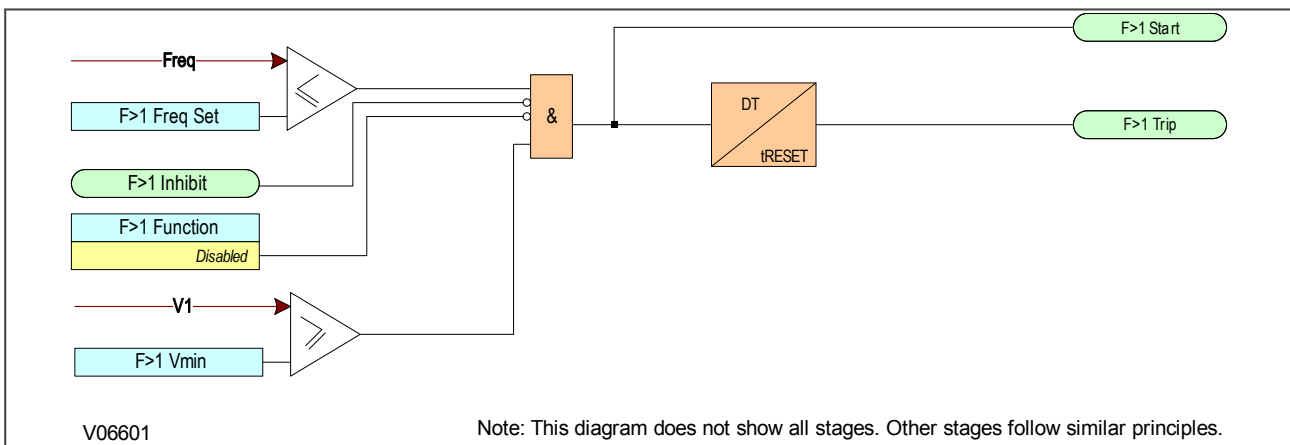 F>1 Start
Freq
F>1 Freq Set
&
DT
tRESET
F>1 Trip
F>1 Inhibit
F>1 Function
Disabled
V1
F>1 Vmin
V06601
Note: This diagram does not show all stages. Other stages follow similar principles.